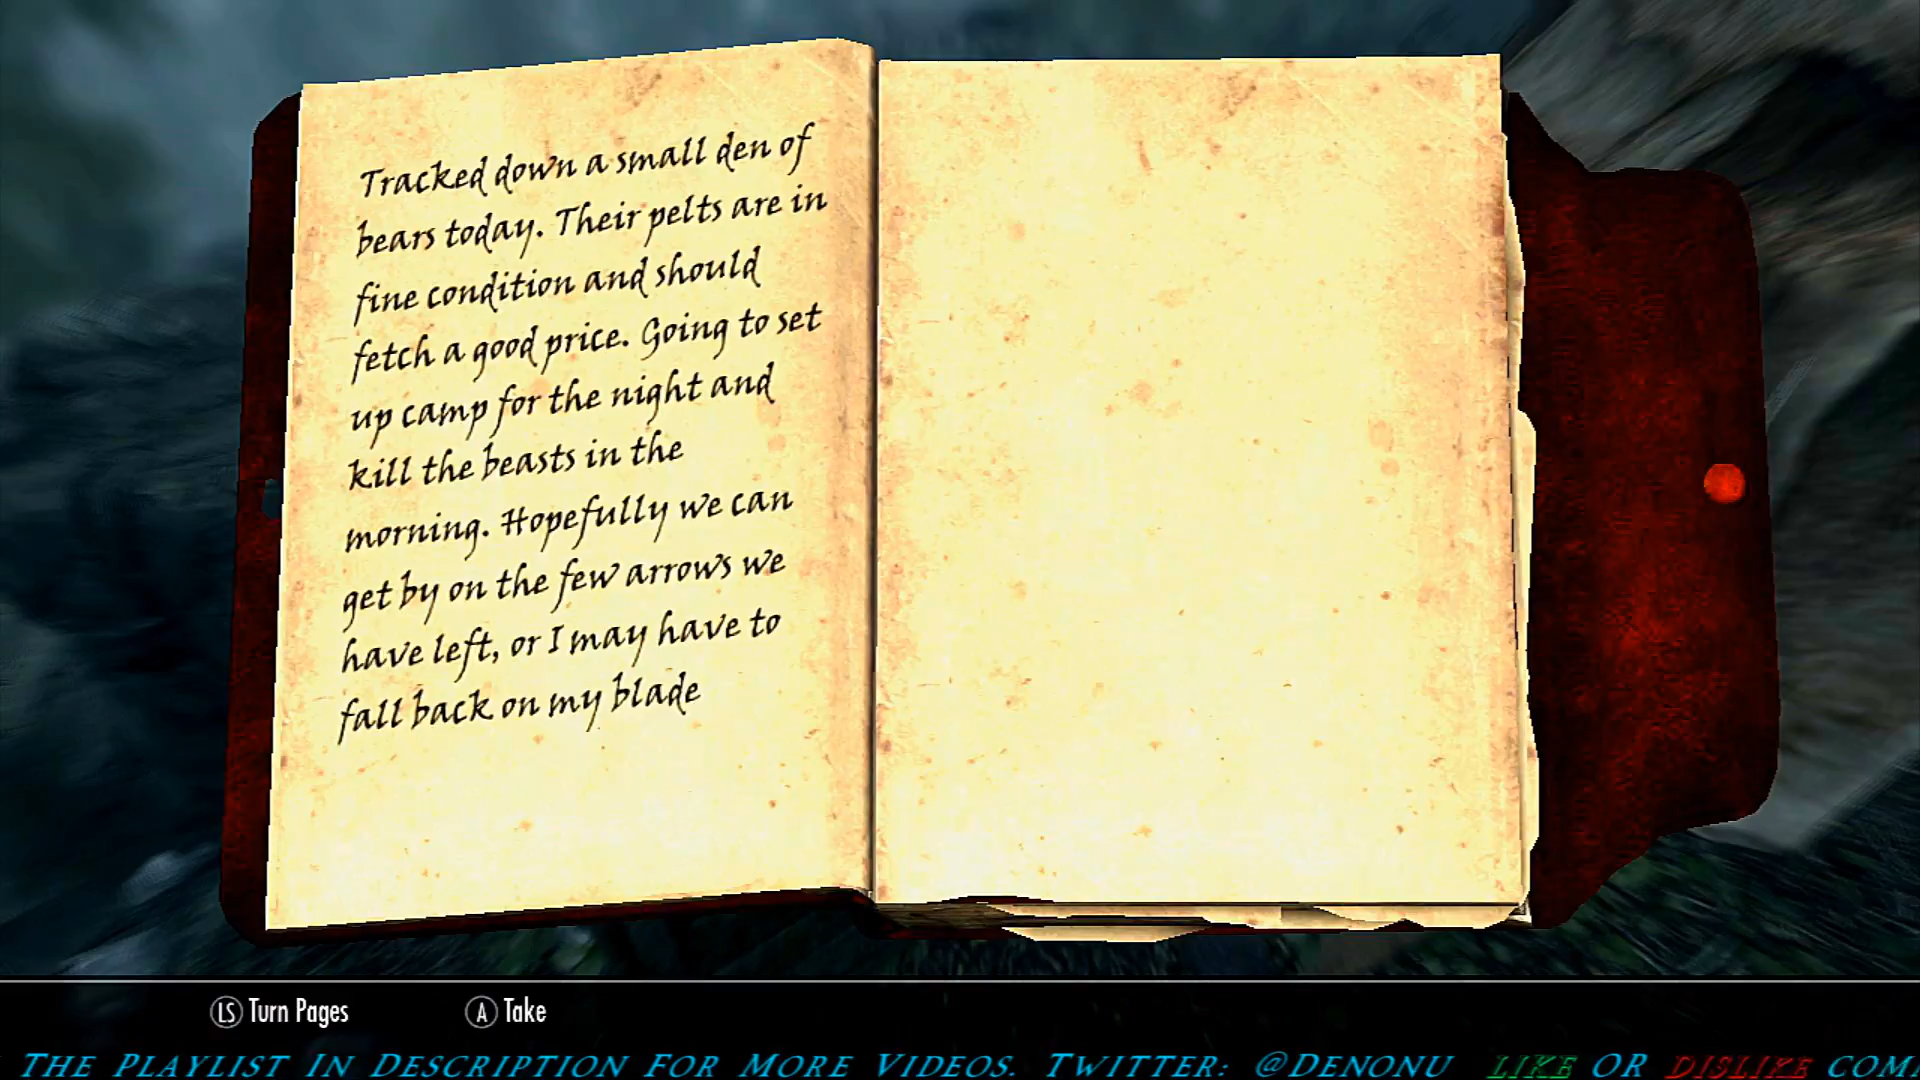 Tracked down a small den of
bears today. Their pelts are in
fine condition and should
fetch a good price. Going to set
up camp for the night and
kill the beasts in the
morning. Hopefully we can
get by on the few arrows we
have left, or I may have to
fall back on my blade
LS Turn Pages A Take
THE PLAYLIST IN DESCRIPTION FOR MORE VIDEOS. TWITTER: @DENONU LIKE OR DISLIKE COM